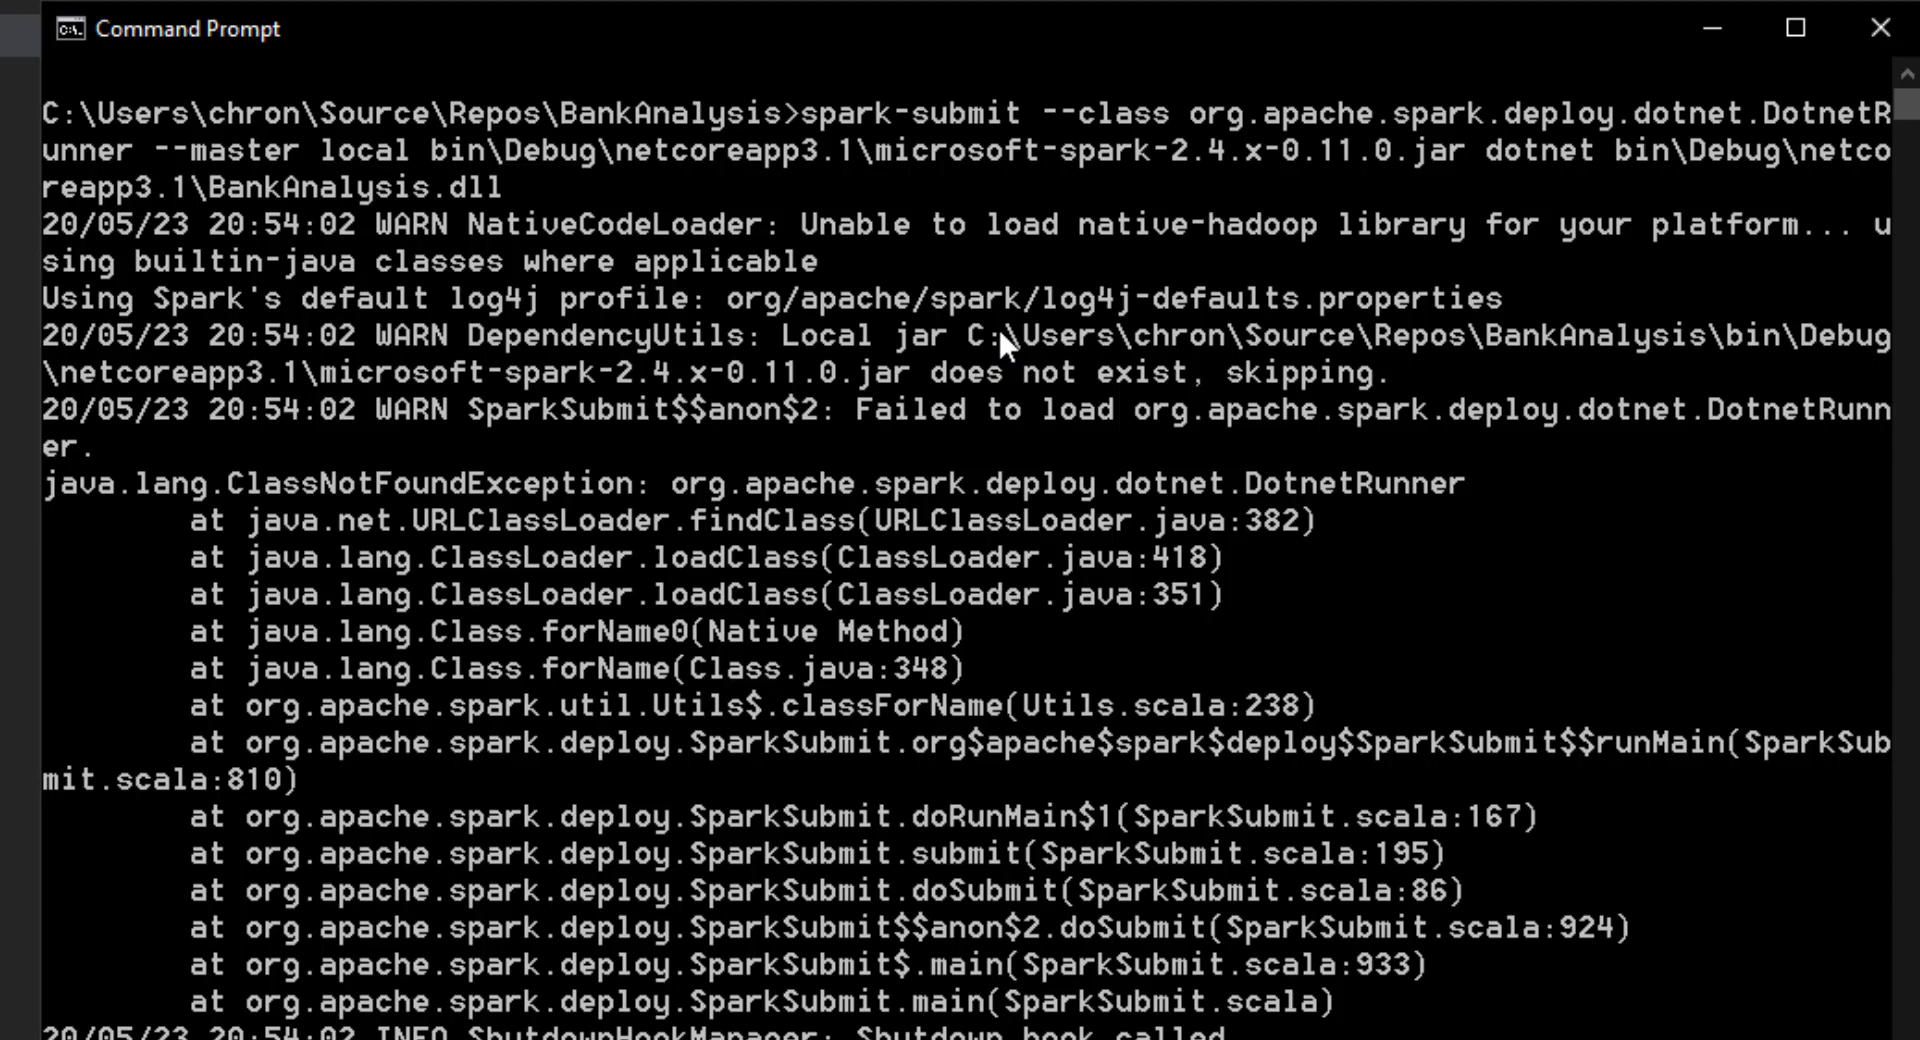 Command Prompt
C:\Users\chron\Source\Repos\BankAnalysis>spark-submit --class org.apache.spark.deploy.dotnet.DotnetR
unner --master local bin\Debug\netcoreapp3.1\microsoft-spark-2.4.x-0.11.0.jar dotnet bin\Debug\netco
reapp3.1\BankAnalysis.dll
20/05/23 20:54:02 WARN NativeCodeLoader: Unable to load native-hadoop library for your platform... u
sing builtin-java classes where applicable
Using Spark's default log4j profile: org/apache/spark/log4j-defaults.properties
20/05/23 20:54:02 WARN DependencyUtils: Local jar C:\Users\chron\Source\Repos\BankAnalysis\bin\Debug
\netcoreapp3.1\microsoft-spark-2.4.x-0.11.0.jar does not exist, skipping.
20/05/23 20:54:02 WARN SparkSubmit$$anon$2: Failed to load org.apache.spark.deploy.dotnet.DotnetRunn
er.
java.lang.ClassNotFoundException: org.apache.spark.deploy.dotnet.DotnetRunner
at java.net.URLClassLoader.findClass(URLClassLoader.java:382)
at java.lang.ClassLoader.loadClass(ClassLoader.java:418)
at java.lang.ClassLoader.loadClass(ClassLoader.java:351)
at java.lang.Class.forName0(Native Method)
at java.lang.Class.forName(Class.java:348)
at org.apache.spark.util.Utils$.classForName(Utils.scala:238)
at org.apache.spark.deploy.SparkSubmit.org$apache$spark$deploy$SparkSubmit$$runMain(SparkSub
mit.scala:810)
at org.apache.spark.deploy.SparkSubmit.doRunMain$1(SparkSubmit.scala:167)
at org.apache.spark.deploy.SparkSubmit.submit(SparkSubmit.scala:195)
at org.apache.spark.deploy.SparkSubmit.doSubmit(SparkSubmit.scala:86)
at org.apache.spark.deploy.SparkSubmit$$anon$2.doSubmit(SparkSubmit.scala:924)
at org.apache.spark.deploy.SparkSubmit$.main(SparkSubmit.scala:933)
at org.apache.spark.deploy.SparkSubmit.main(SparkSubmit.scala)
20/05/23 20:54:02 INFO ShutdownHookManager: Shutdown hook called